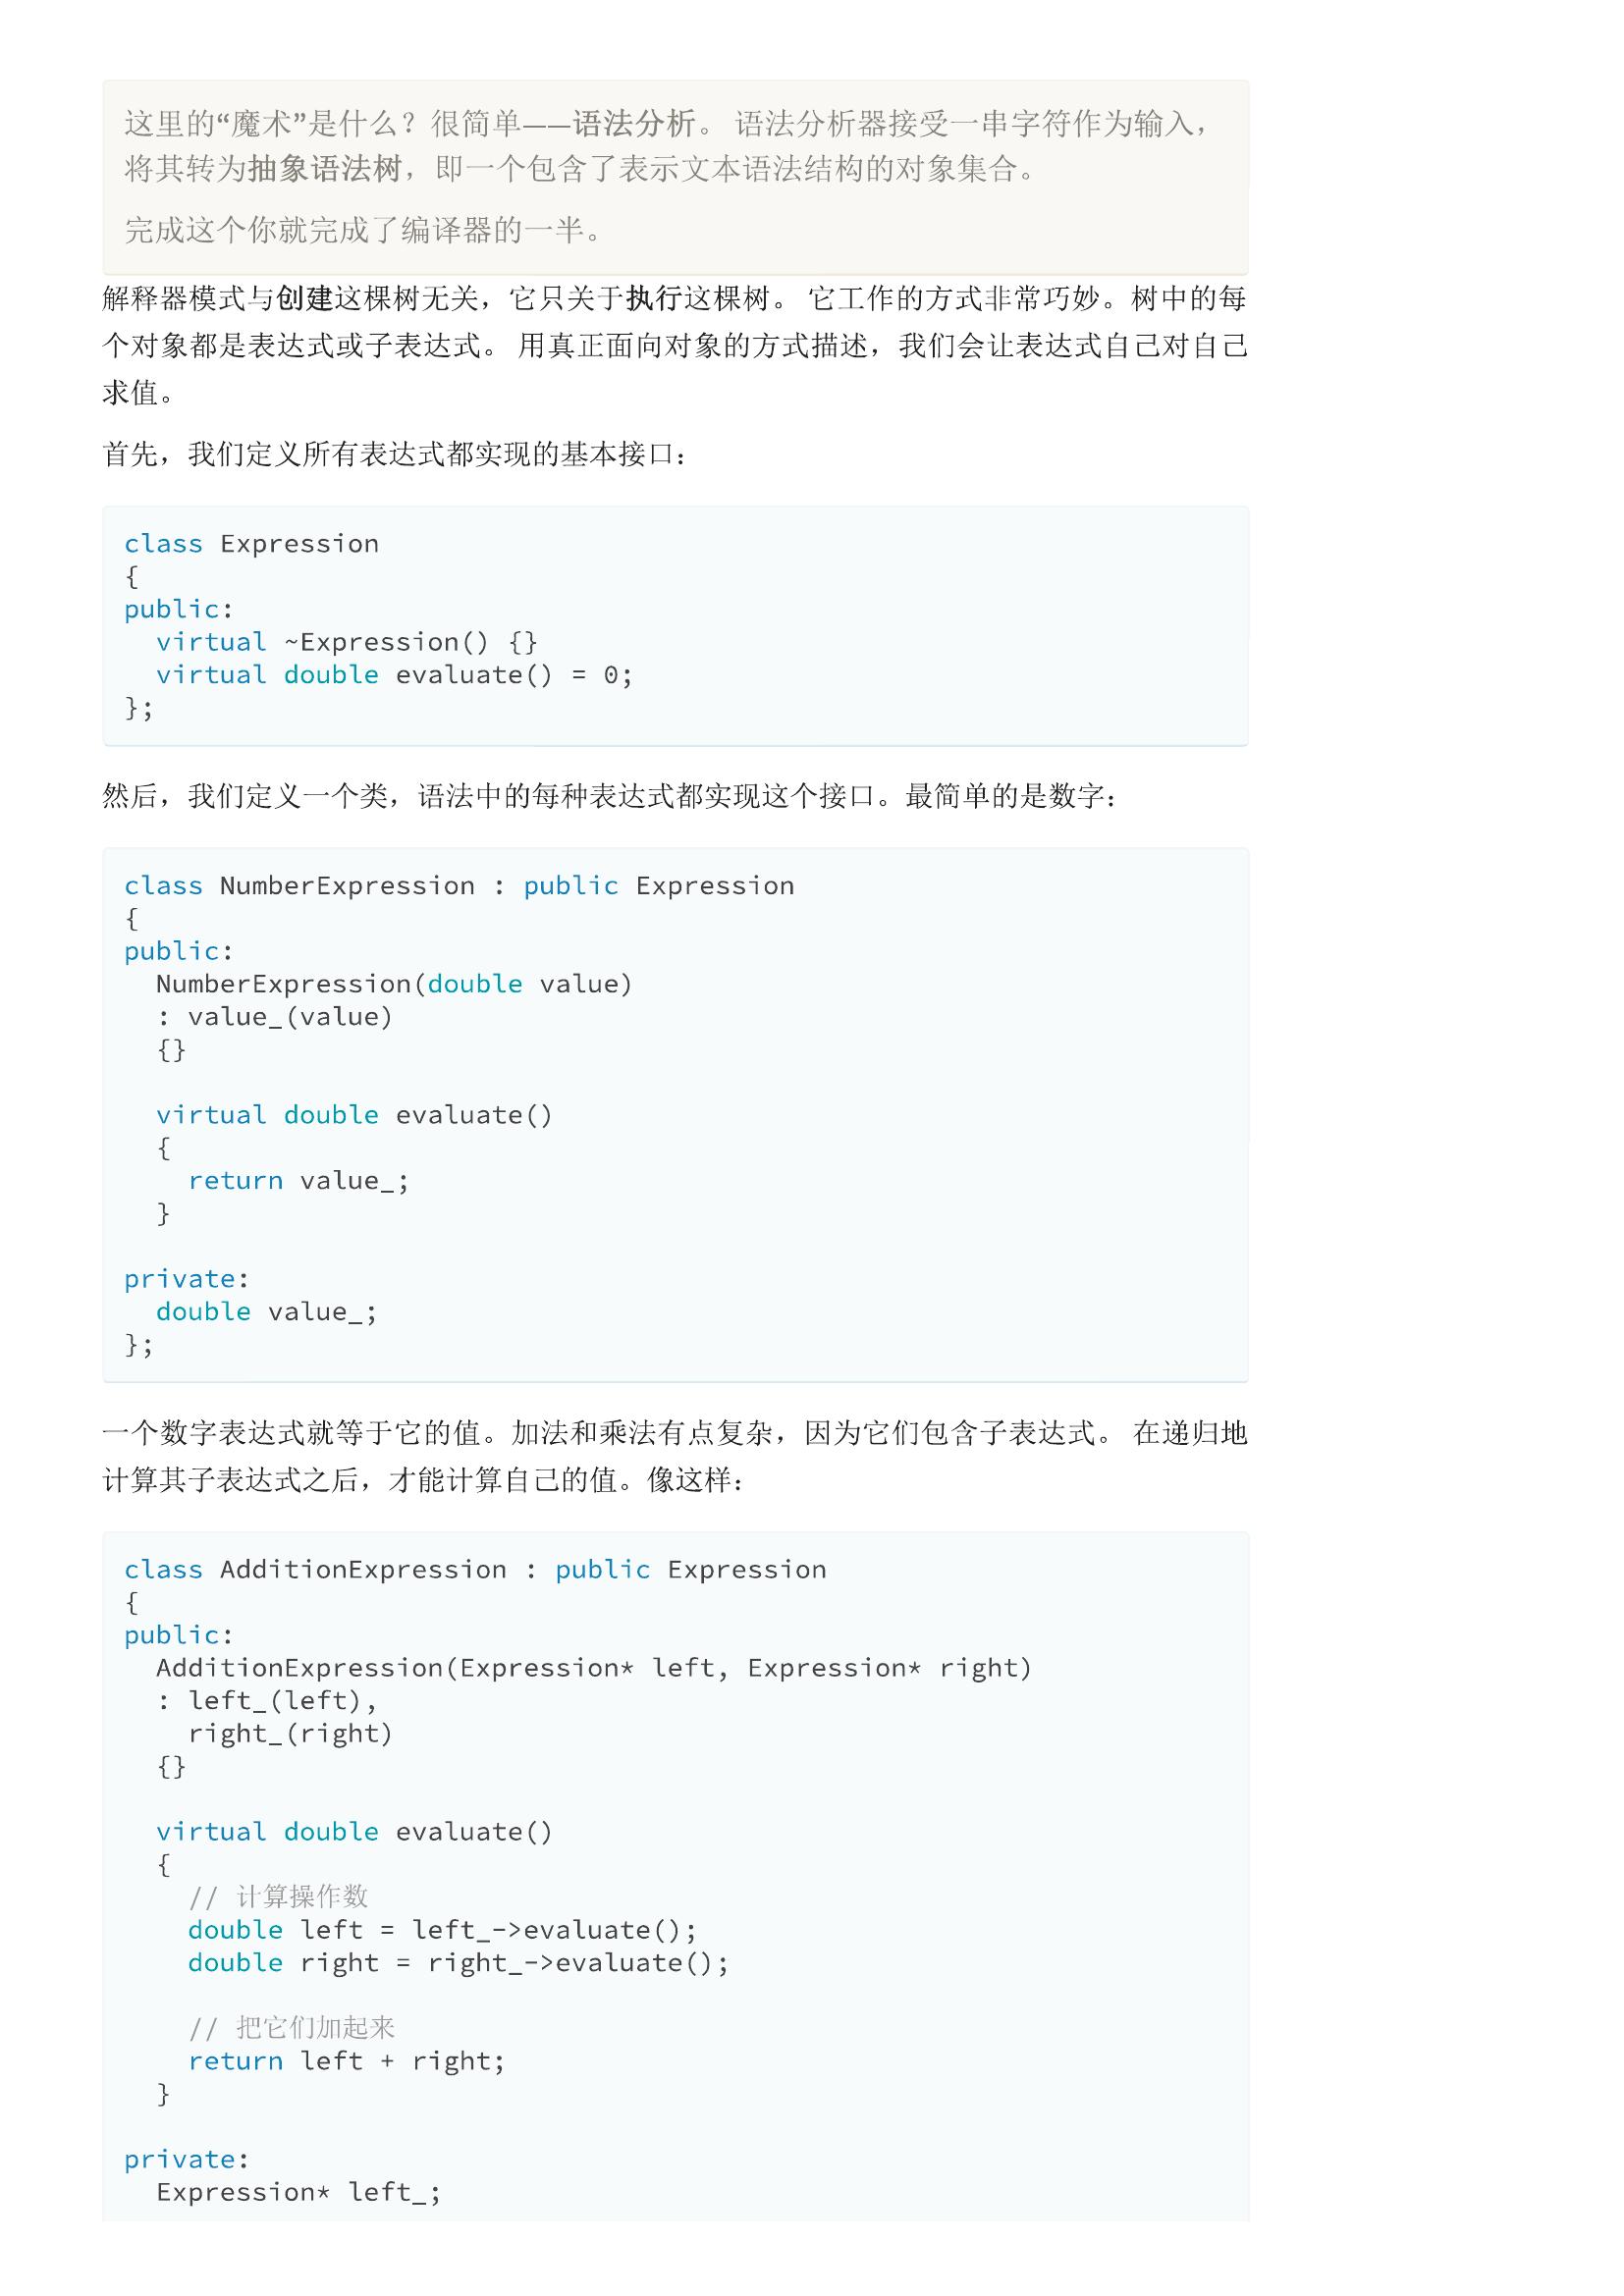 这里的“魔术”是什么？很简单——语法分析。 语法分析器接受一串字符作为输入，
将其转为抽象语法树，即一个包含了表示文本语法结构的对象集合。
完成这个你就完成了编译器的一半。
解释器模式与创建这棵树无关，它只关于执行这棵树。 它工作的方式非常巧妙。树中的每
个对象都是表达式或子表达式。 用真正面向对象的方式描述，我们会让表达式自己对自己
求值。
首先，我们定义所有表达式都实现的基本接口：
class Expression
{
public:
  virtual ~Expression() {}
  virtual double evaluate() = 0;
};
然后，我们定义一个类，语法中的每种表达式都实现这个接口。最简单的是数字：
class NumberExpression : public Expression
{
public:
  NumberExpression(double value)
  : value_(value)
  {}
  virtual double evaluate()
  {
    return value_;
  }
private:
  double value_;
};
一个数字表达式就等于它的值。加法和乘法有点复杂，因为它们包含子表达式。 在递归地
计算其子表达式之后，才能计算自己的值。像这样：
class AdditionExpression : public Expression
{
public:
  AdditionExpression(Expression* left, Expression* right)
  : left_(left),
    right_(right)
  {}
  virtual double evaluate()
  {
    // 计算操作数
    double left = left_->evaluate();
    double right = right_->evaluate();
    // 把它们加起来
    return left + right;
  }
private:
  Expression* left_;